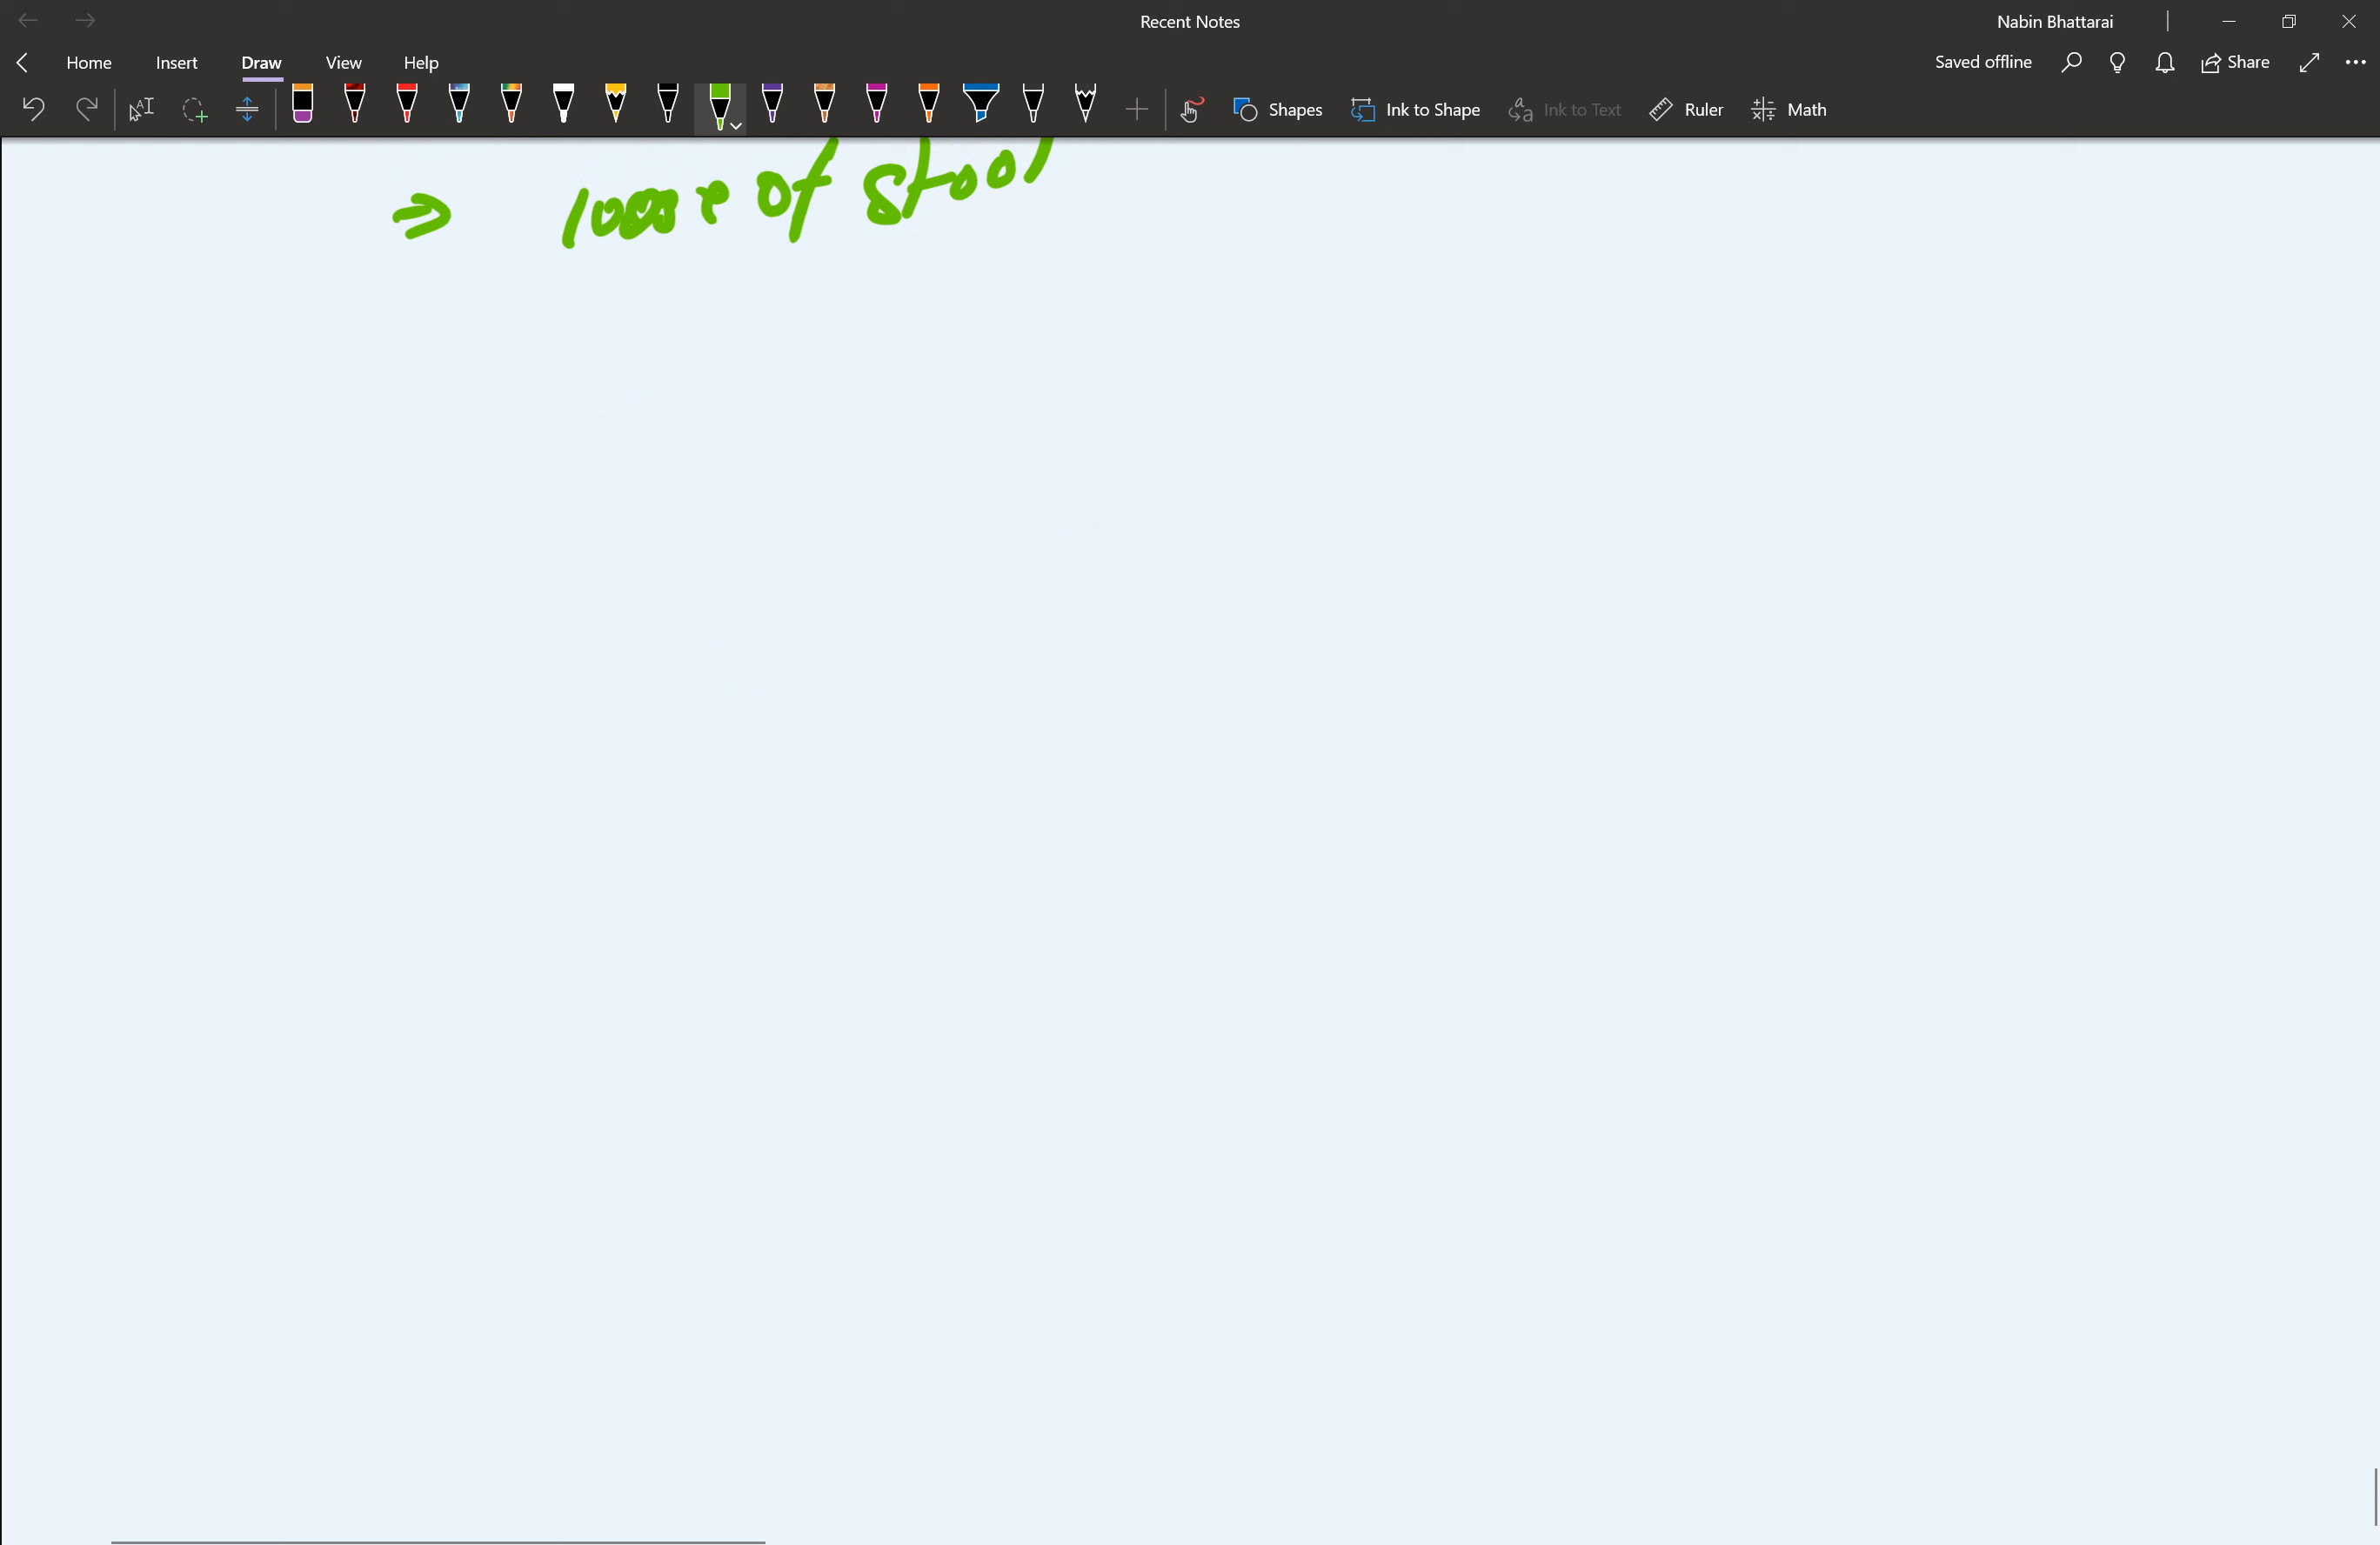 Recent Notes
Nabin Bhattarai
Home Insert Draw View Help
Saved offline
Share
Shapes Ink to Shape Ink to Text Ruler Math
⇒ of stool